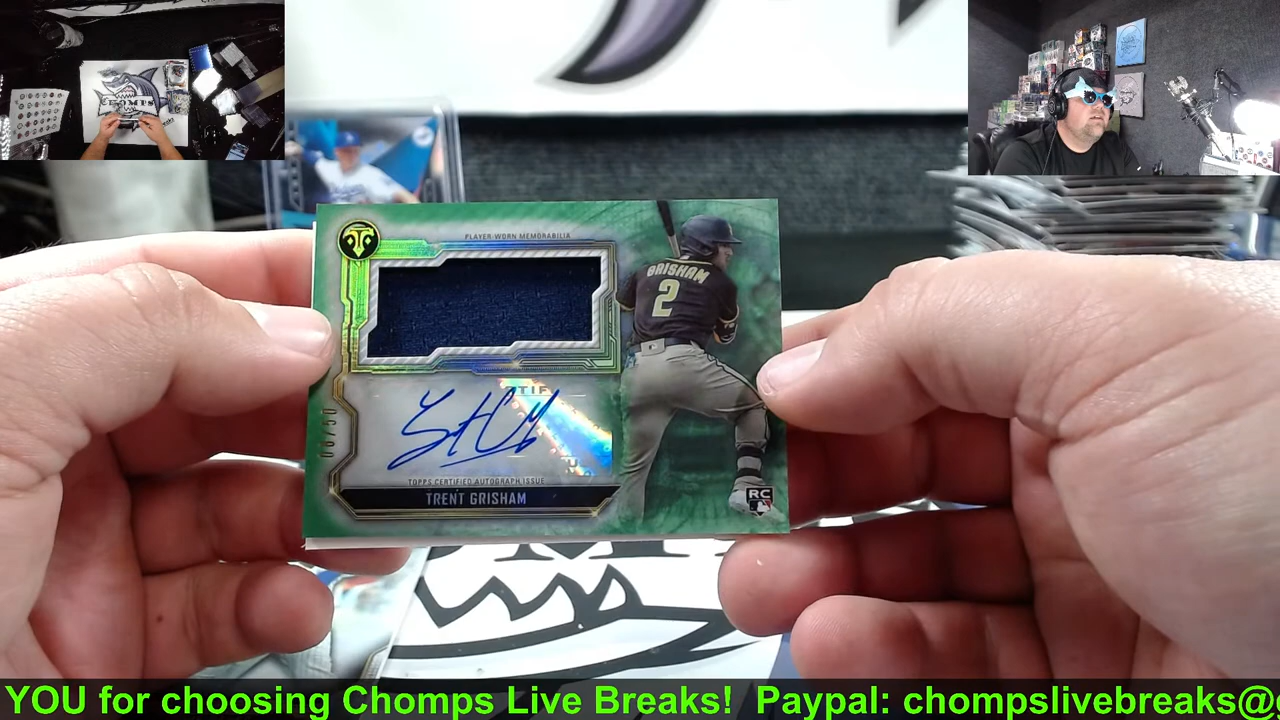 CHOMPS
PLAYER-WORN MEMORABILIA
GRISHAM
2
TOPPS CERTIFIED AUTOGRAPH ISSUE
TRENT GRISHAM
RC
YOU for choosing Chomps Live Breaks! Paypal: chompslivebreaks@